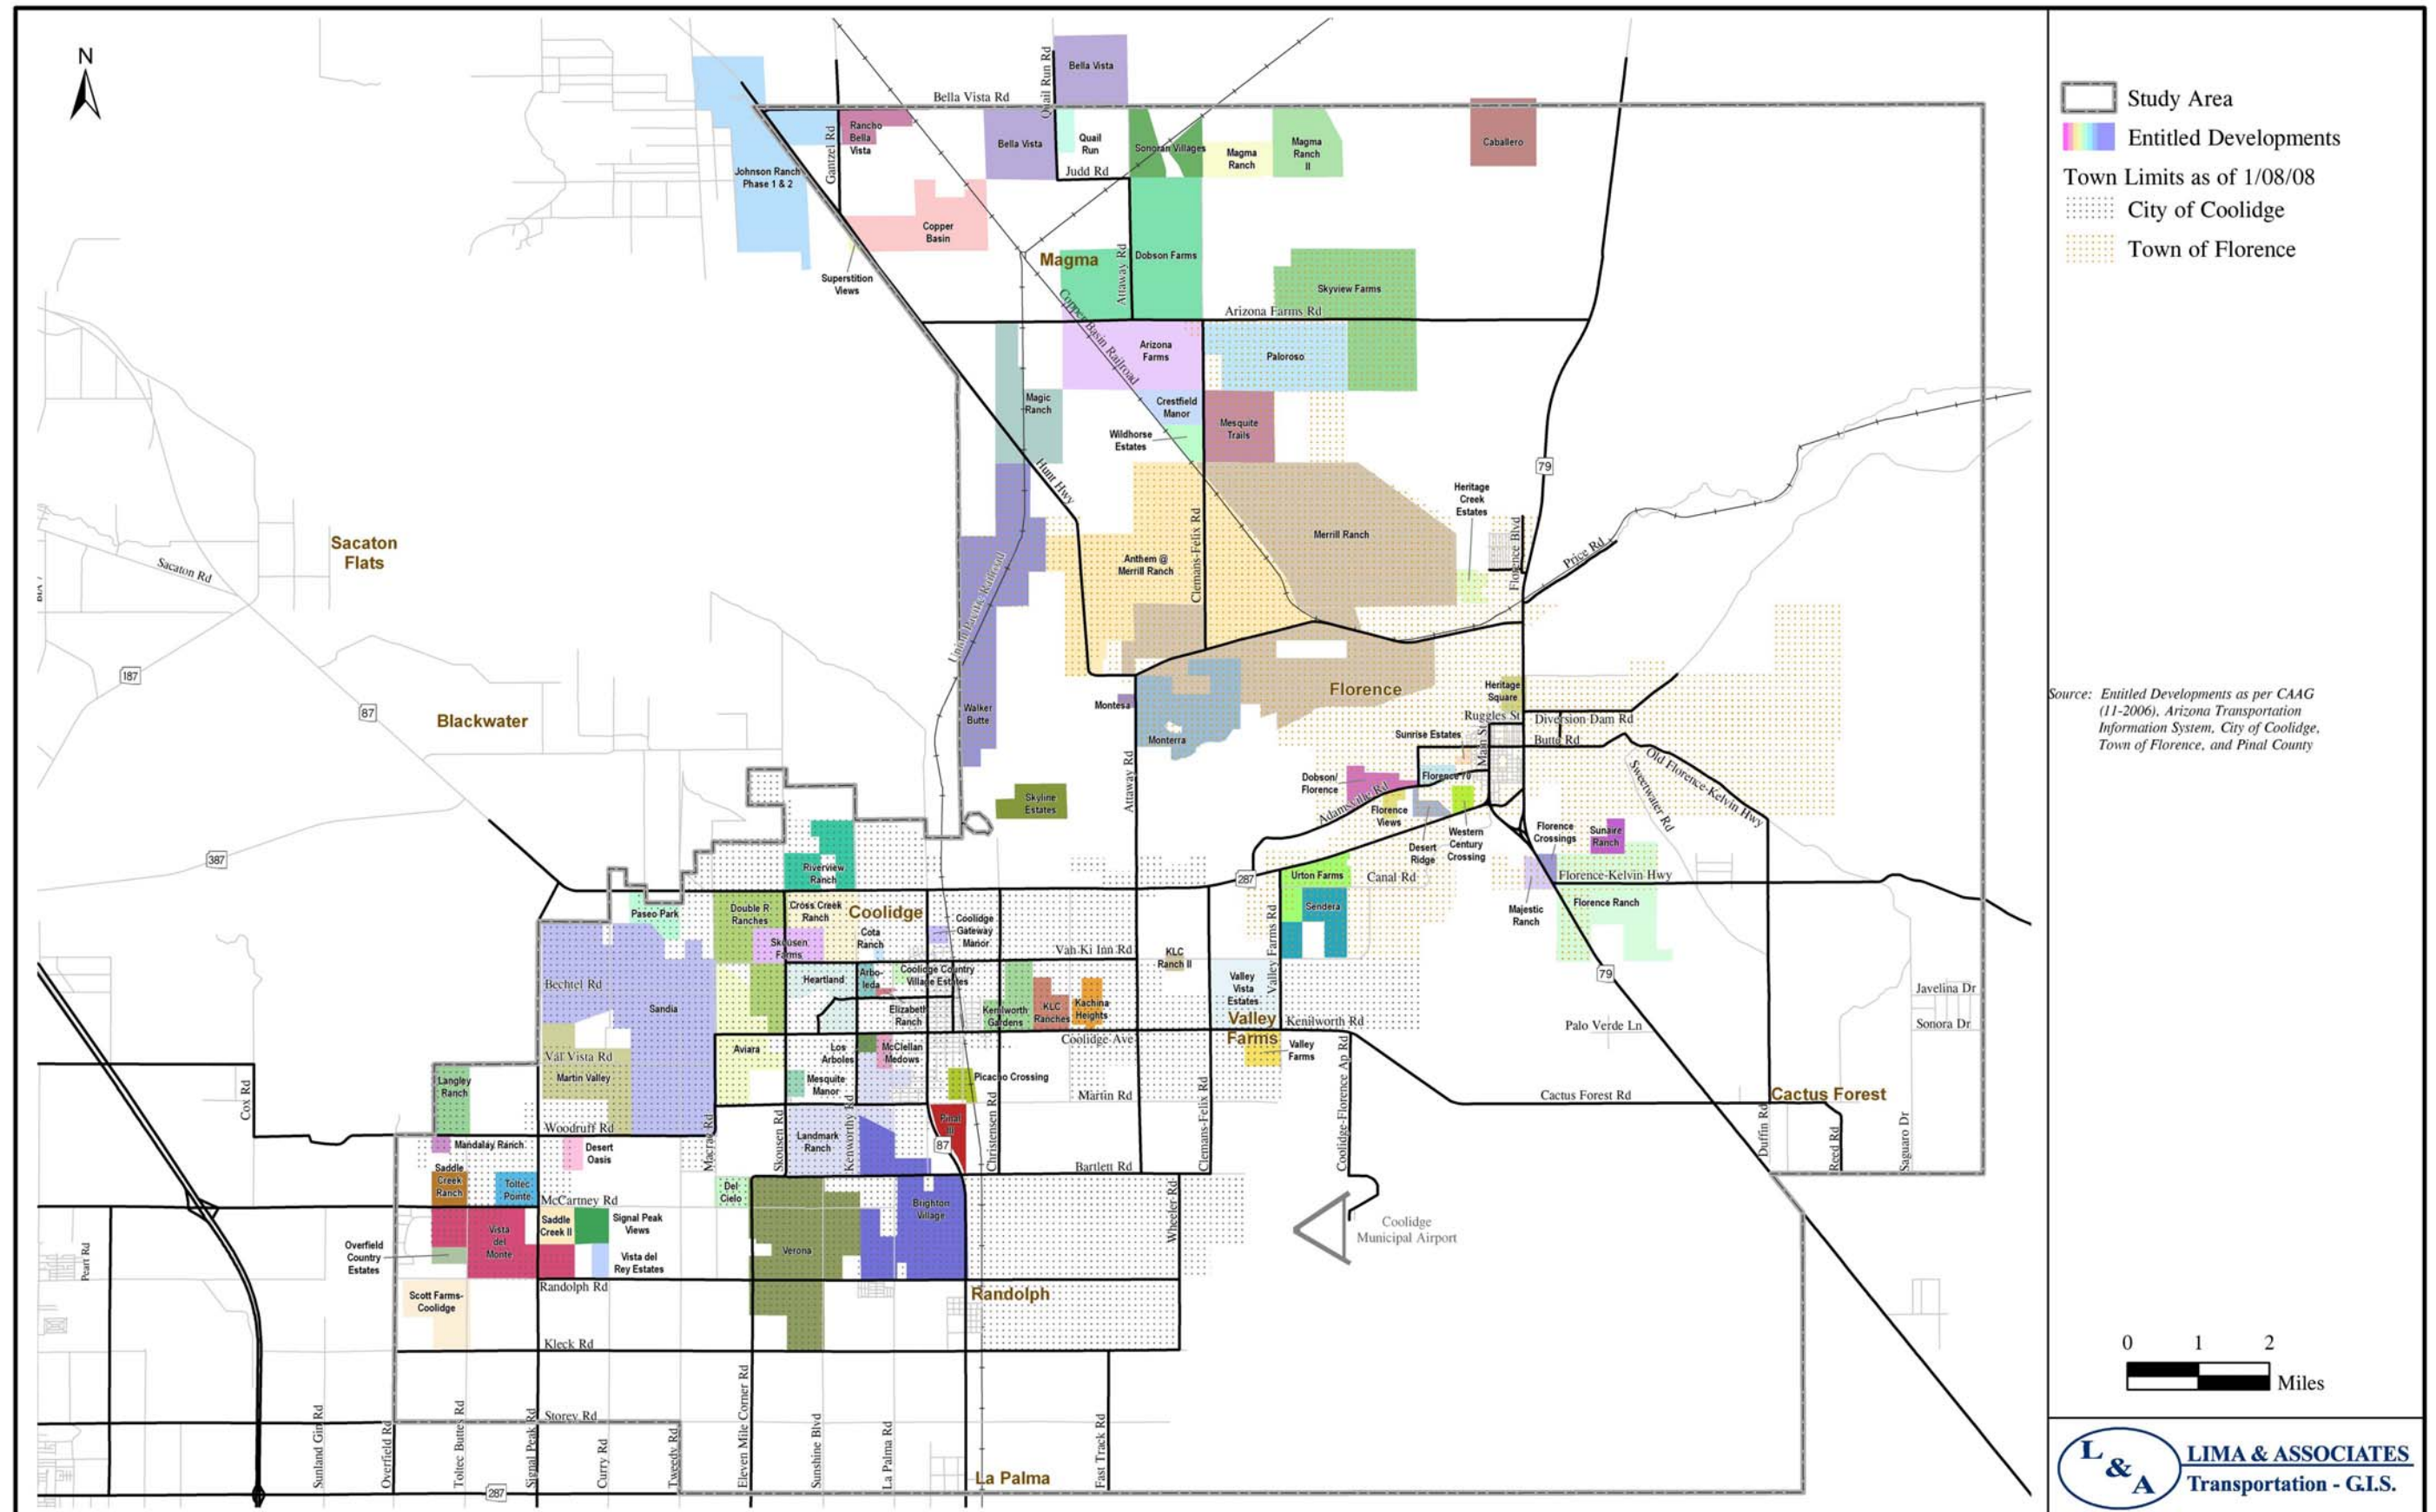 N
Bella Vista
Quail Run Rd
Bella Vista Rd
Gantzel Rd
Rancho
Bella
Vista
Bella Vista
Quail
Run
Sonoran Villages
Magma
Ranch
Magma
Ranch
II
Caballero
Judd Rd
Johnson Ranch
Phase 1 & 2
Copper
Basin
Superstition
Views
Magma
Attaway Rd
Dobson Farms
Skyview Farms
Copper Basin Railroad
Arizona Farms Rd
Arizona
Farms
Paloroso
Magic
Ranch
Crestfield
Manor
Wildhorse
Estates
Mesquite
Trails
Hunt Hwy
79
Heritage
Creek
Estates
Clemans-Felix Rd
Merrill Ranch
Florence Blvd
Price Rd
Anthem @
Merrill Ranch
Sacaton
Flats
Sacaton Rd
Union Pacific Railroad
187
87
Blackwater
Walker
Butte
Montesa
Monterra
Florence
Heritage
Square
Ruggles St
Diversion Dam Rd
Main St
Butte Rd
Sunrise Estates
Old Florence-Kelvin Hwy
Sweetwater Rd
Dobson/
Florence
Florence 70
Adamsville Rd
Florence
Views
Desert
Ridge
Western
Century
Crossing
Florence
Crossings
Sunaire
Ranch
Skyline
Estates
Attaway Rd
387
Riverview
Ranch
287
Urton Farms
Canal Rd
Florence-Kelvin Hwy
Paseo Park
Double R
Ranches
Cross Creek
Ranch
Coolidge
Coolidge
Gateway
Manor
Sendera
Majestic
Ranch
Florence Ranch
Skousen
Farms
Cota
Ranch
Vah Ki Inn Rd
KLC
Ranch II
Valley Farms Rd
79
Bechtel Rd
Sandia
Heartland
Arbo-
leda
Coolidge Country
Village Estates
Valley
Vista
Estates
Javelina Dr
Elizabeth
Ranch
Kenilworth
Gardens
KLC
Ranches
Kachina
Heights
Valley
Farms
Kenilworth Rd
Palo Verde Ln
Sonora Dr
Coolidge Ave
Val Vista Rd
Aviara
Los
Arboles
McClellan
Medows
Valley
Farms
Martin Valley
Langley
Ranch
Mesquite
Manor
Picacho Crossing
Cox Rd
Martin Rd
Clemans-Felix Rd
Coolidge-Florence Ap Rd
Cactus Forest Rd
Cactus Forest
Woodruff Rd
Macrae Rd
Skousen Rd
Landmark
Ranch
Kenworthy Rd
Pinal
II
87
Christensen Rd
Duffin Rd
Reed Rd
Saguaro Dr
Mandalay Ranch
Desert
Oasis
Bartlett Rd
Saddle
Creek
Ranch
Toltec
Pointe
McCartney Rd
Del
Cielo
Brighton
Village
Wheeler Rd
Coolidge
Municipal Airport
Vista
del
Monte
Saddle
Creek II
Signal Peak
Views
Peart Rd
Overfield
Country
Estates
Vista del
Rey Estates
Verona
Randolph Rd
Randolph
Scott Farms-
Coolidge
Kleck Rd
Storey Rd
Sunland Gin Rd
Overfield Rd
Toltec Buttes Rd
Signal Peak Rd
Curry Rd
Tweedy Rd
Eleven Mile Corner Rd
Sunshine Blvd
La Palma Rd
Fast Track Rd
La Palma
287
Study Area
Entitled Developments
Town Limits as of 1/08/08
City of Coolidge
Town of Florence
Source: Entitled Developments as per CAAG
(11-2006), Arizona Transportation
Information System, City of Coolidge,
Town of Florence, and Pinal County
0 1 2
Miles
L & A
LIMA & ASSOCIATES
Transportation - G.I.S.